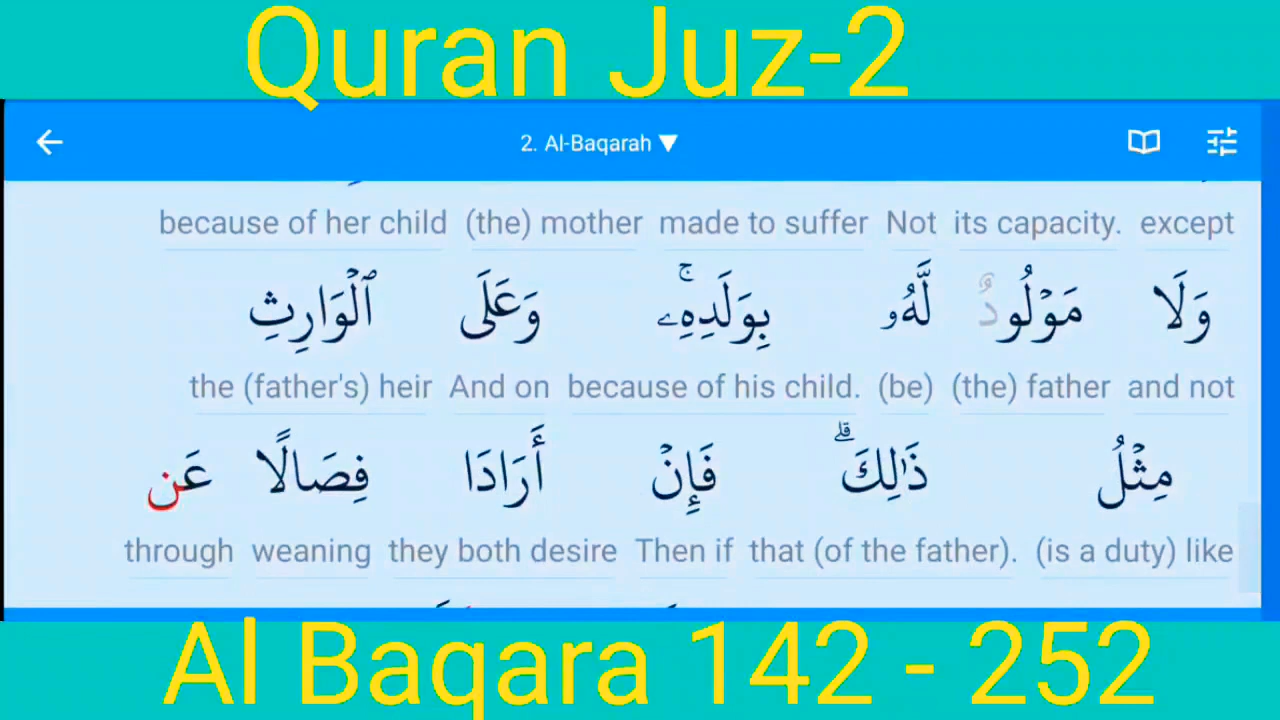 Quran Juz-2
2. Al-Baqarah ▼
because of her child (the) mother made to suffer Not its capacity. except
وَلَا مَوْلُودٌ لَّهُۥ بِوَلَدِهِۦۚ وَعَلَى ٱلْوَارِثِ
the (father's) heir And on because of his child. (be) (the) father and not
مِثْلُ ذَٰلِكَۗ فَإِنْ أَرَادَا فِصَالًا عَن
through weaning they both desire Then if that (of the father). (is a duty) like
Al Baqara 142 - 252